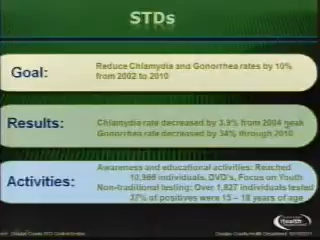 STDs
Goal:
Reduce Chlamydia and Gonorrhea rates by 10%
from 2002 to 2010
Results:
Chlamydia rate decreased by 3.9% from 2004 peak
Gonorrhea rate decreased by 34% through 2010
Activities:
Awareness and educational activities: Reached
10,966 individuals, DVD's, Focus on Youth
Non-traditional testing: Over 1,827 individuals tested
37% of positives were 15 – 18 years of age
Health